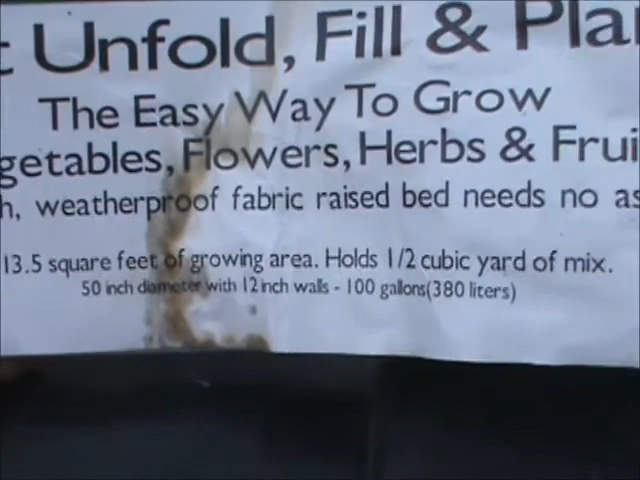 t Unfold, Fill & Pla
The Easy Way To Grow
getables, Flowers, Herbs & Frui
h, weatherproof fabric raised bed needs no as
13.5 square feet of growing area. Holds 1/2 cubic yard of mix.
50 inch diameter with 12 inch walls - 100 gallons(380 liters)